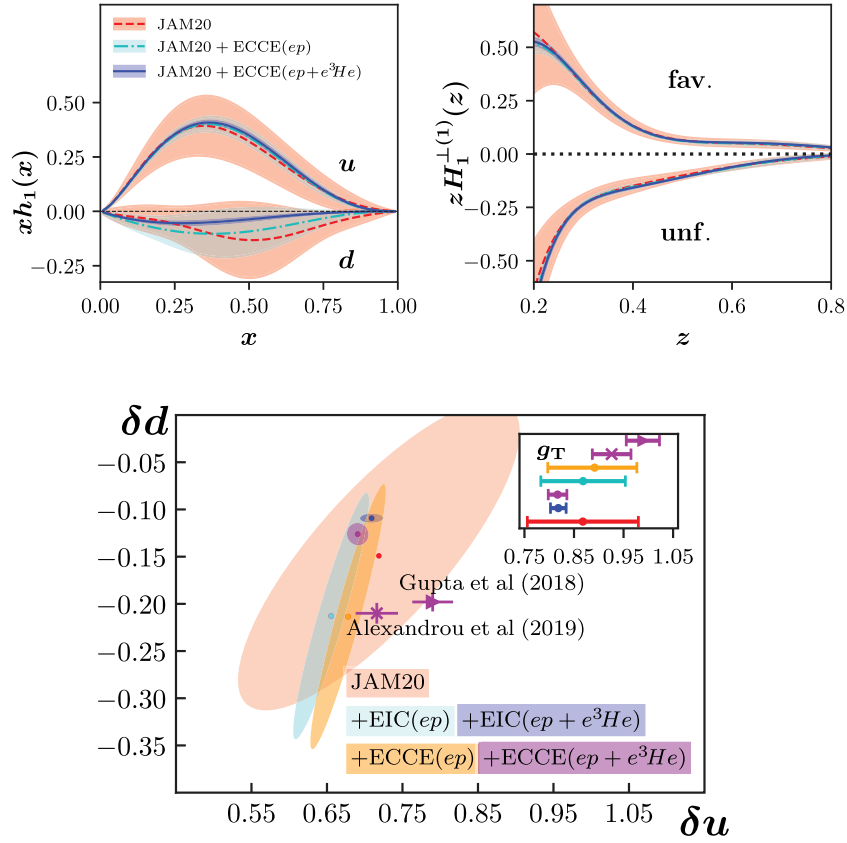 JAM20
JAM20 + ECCE(ep)
JAM20 + ECCE(ep+e³He)
xh₁(x)
0.50
0.25
0.00
−0.25
u
d
0.00 0.25 0.50 0.75 1.00
x
zH₁^⊥(1)(z)
0.50
0.25
0.00
−0.25
−0.50
fav.
unf.
0.2 0.4 0.6 0.8
z
δd
−0.05
−0.10
−0.15
−0.20
−0.25
−0.30
−0.35
g_T
0.75 0.85 0.95 1.05
Gupta et al (2018)
Alexandrou et al (2019)
JAM20
+EIC(ep) +EIC(ep + e³He)
+ECCE(ep) +ECCE(ep + e³He)
0.55 0.65 0.75 0.85 0.95 1.05
δu